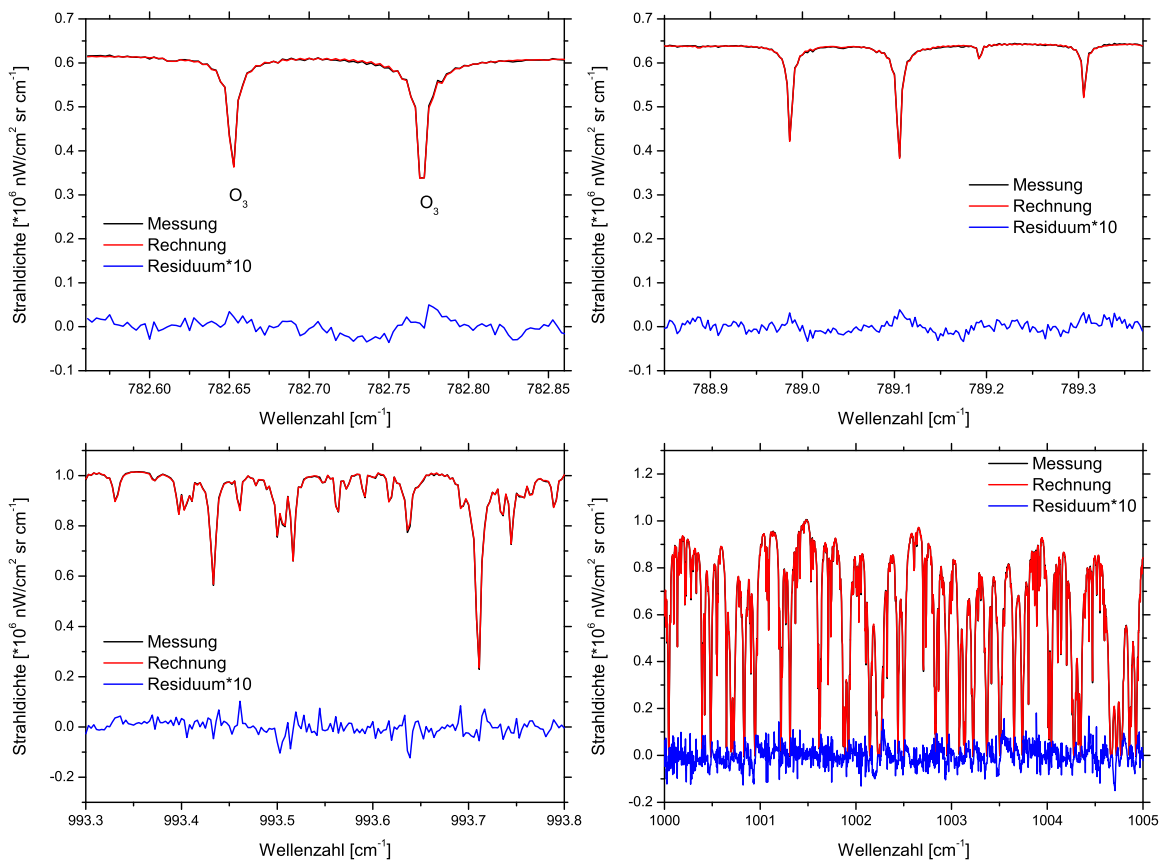 Strahldichte [*10⁶ nW/cm² sr cm⁻¹]
0.7
0.6
0.5
0.4
0.3
0.2
0.1
0.0
-0.1
O₃
O₃
Messung
Rechnung
Residuum*10
782.60 782.65 782.70 782.75 782.80 782.85
Wellenzahl [cm⁻¹]
Strahldichte [*10⁶ nW/cm² sr cm⁻¹]
0.7
0.6
0.5
0.4
0.3
0.2
0.1
0.0
-0.1
Messung
Rechnung
Residuum*10
788.9 789.0 789.1 789.2 789.3
Wellenzahl [cm⁻¹]
Strahldichte [*10⁶ nW/cm² sr cm⁻¹]
1.0
0.8
0.6
0.4
0.2
0.0
-0.2
Messung
Rechnung
Residuum*10
993.3 993.4 993.5 993.6 993.7 993.8
Wellenzahl [cm⁻¹]
Strahldichte [*10⁶ nW/cm² sr cm⁻¹]
1.2
1.0
0.8
0.6
0.4
0.2
0.0
-0.2
Messung
Rechnung
Residuum*10
1000 1001 1002 1003 1004 1005
Wellenzahl [cm⁻¹]